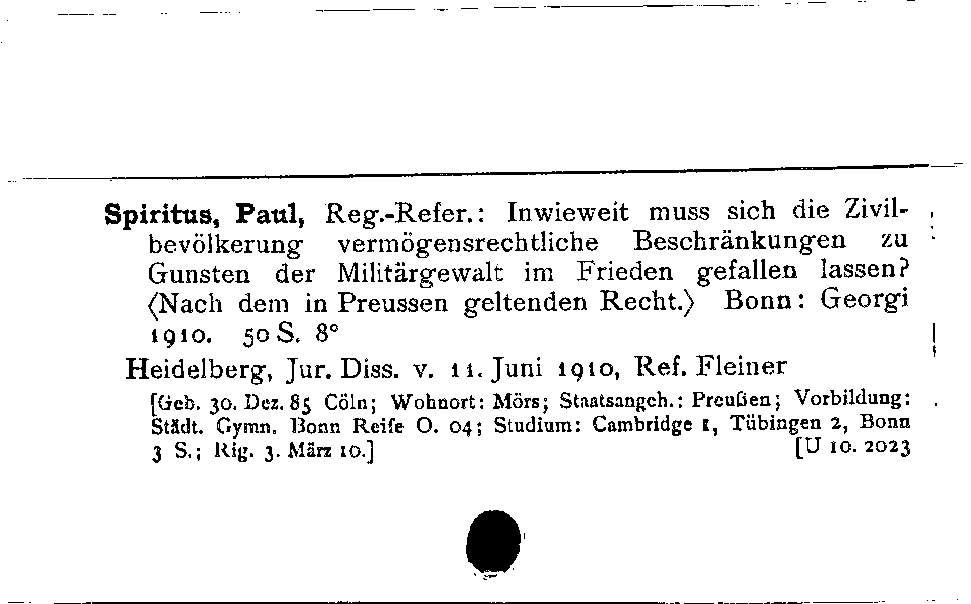 Spiritus, Paul, Reg.-Refer.: Inwieweit muss sich die Zivil-
bevölkerung vermögensrechtliche Beschränkungen zu
Gunsten der Militärgewalt im Frieden gefallen lassen?
⟨Nach dem in Preussen geltenden Recht.⟩ Bonn: Georgi
1910. 50 S. 8°
Heidelberg, Jur. Diss. v. 11. Juni 1910, Ref. Fleiner
[Geb. 30. Dez. 85 Cöln; Wohnort: Mörs; Staatsangeh.: Preußen; Vorbildung:
Städt. Gymn. Bonn Reife O. 04; Studium: Cambridge 1, Tübingen 2, Bonn
3 S.; Rig. 3. März 10.] [U 10. 2023